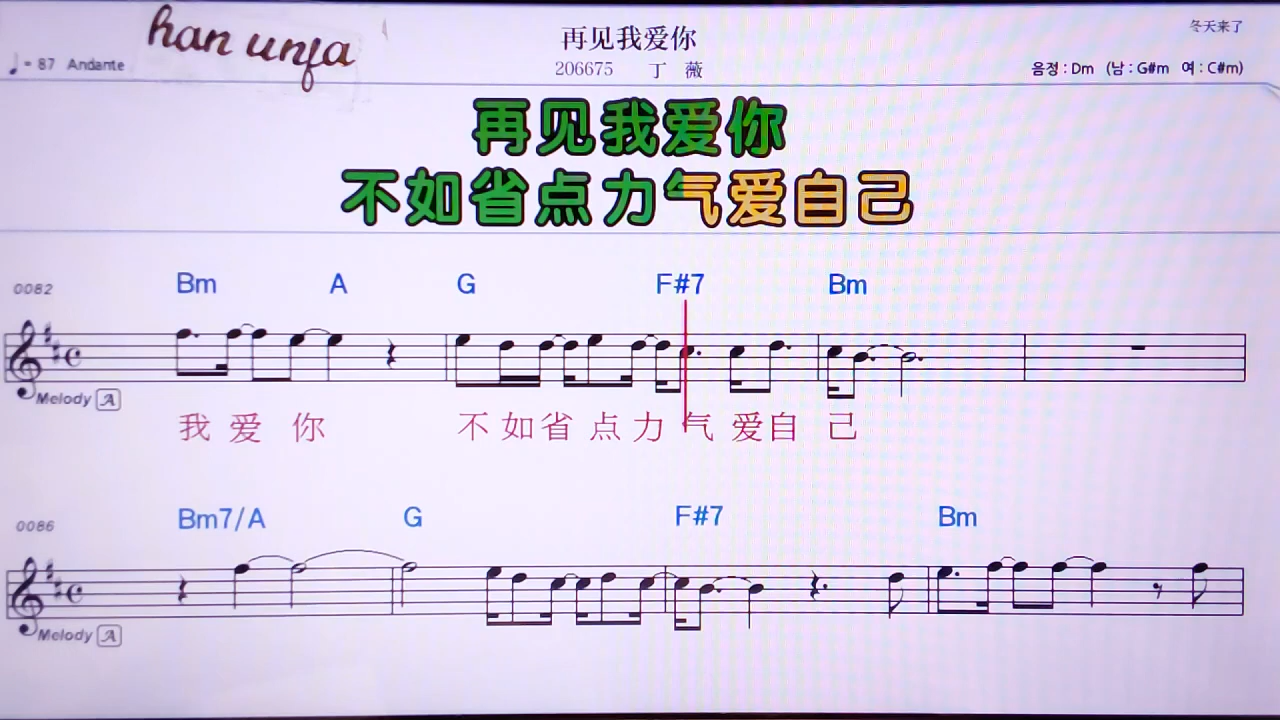 han unfa
再见我爱你
冬天来了
♩= 87 Andante
206675 丁 薇
음정 : Dm (남 : G#m 여 : C#m)
再见我爱你
不如省点力气爱自己
0082 Bm A G F#7 Bm
Melody A
我 爱 你 不 如 省 点 力 气 爱 自 己
0086 Bm7/A G F#7 Bm
Melody A